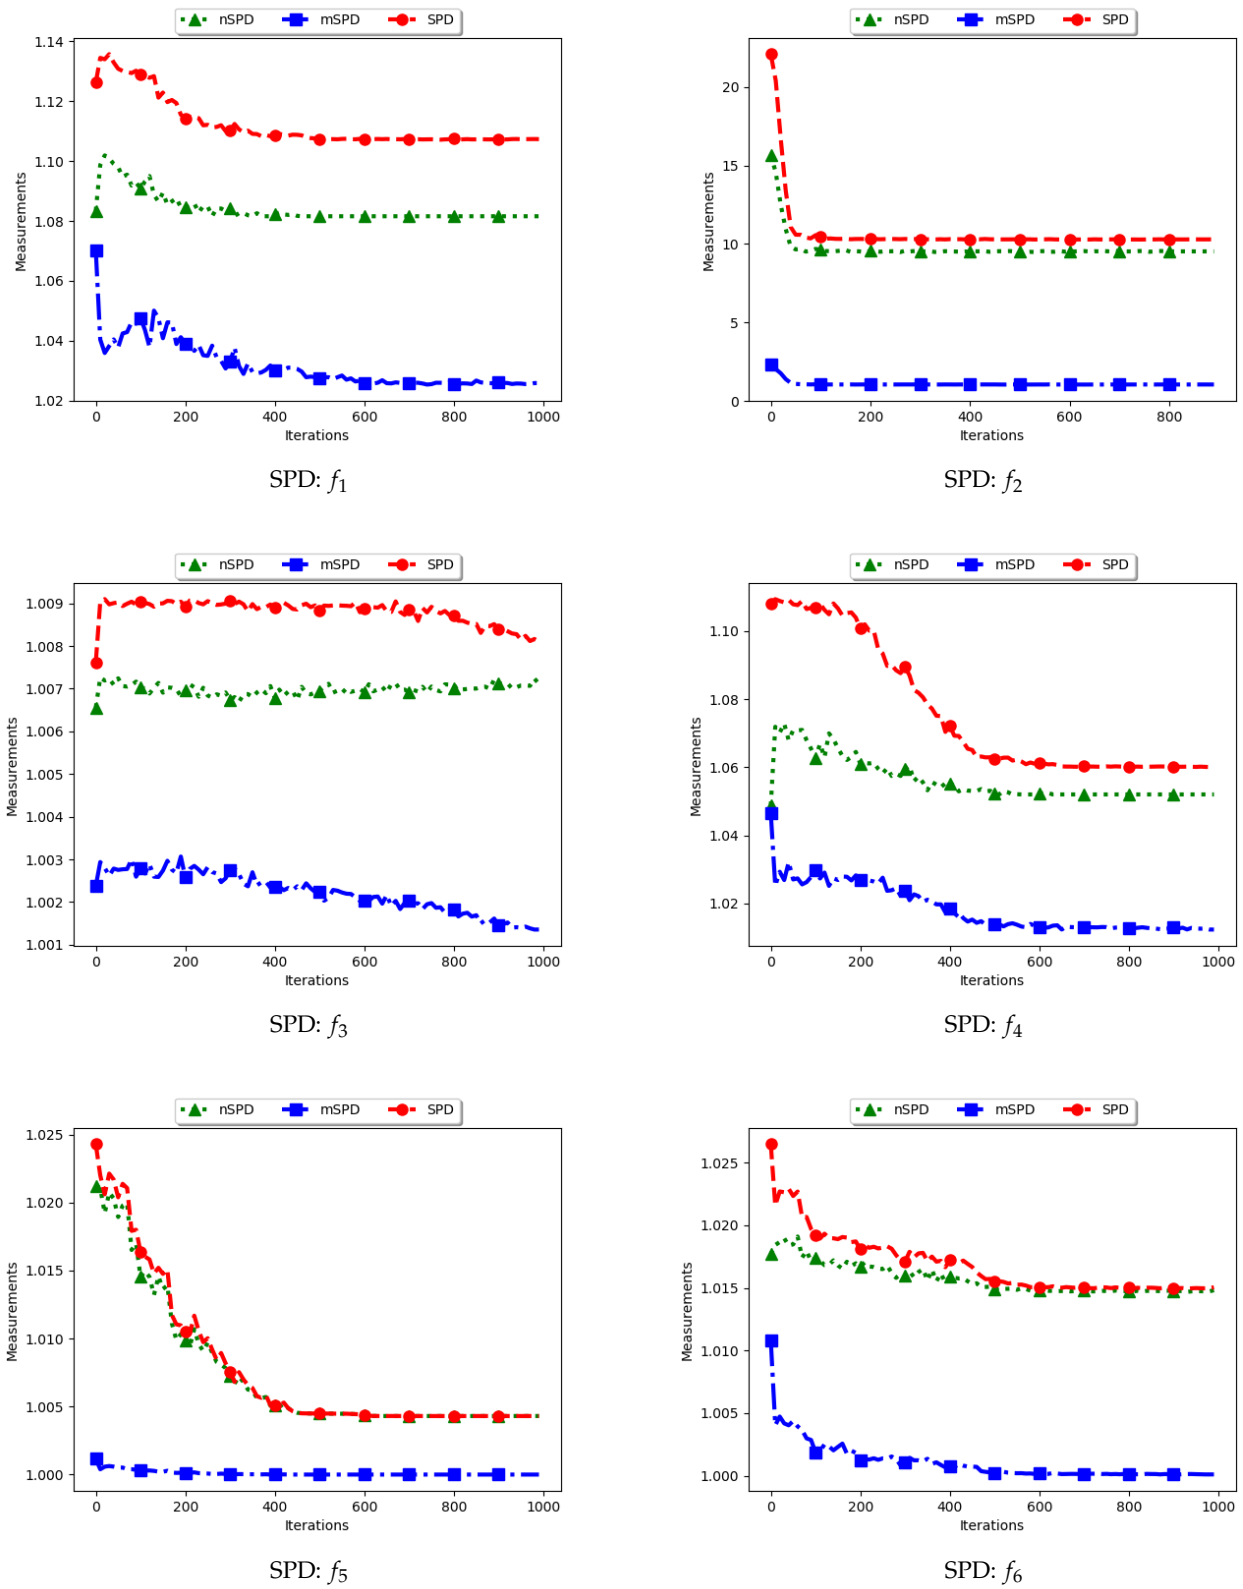 nSPD mSPD SPD
1.14
1.12
1.10
1.08
1.06
1.04
1.02
Measurements
0 200 400 600 800 1000
Iterations
SPD: f1
nSPD mSPD SPD
20
15
10
5
0
Measurements
0 200 400 600 800
Iterations
SPD: f2
nSPD mSPD SPD
1.009
1.008
1.007
1.006
1.005
1.004
1.003
1.002
1.001
Measurements
0 200 400 600 800 1000
Iterations
SPD: f3
nSPD mSPD SPD
1.10
1.08
1.06
1.04
1.02
Measurements
0 200 400 600 800 1000
Iterations
SPD: f4
nSPD mSPD SPD
1.025
1.020
1.015
1.010
1.005
1.000
Measurements
0 200 400 600 800 1000
Iterations
SPD: f5
nSPD mSPD SPD
1.025
1.020
1.015
1.010
1.005
1.000
Measurements
0 200 400 600 800 1000
Iterations
SPD: f6